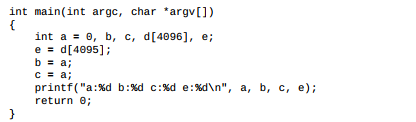 int main(int argc, char *argv[])
{
    int a = 0, b, c, d[4096], e;
    e = d[4095];
    b = a;
    c = a;
    printf("a:%d b:%d c:%d e:%d\n", a, b, c, e);
    return 0;
}